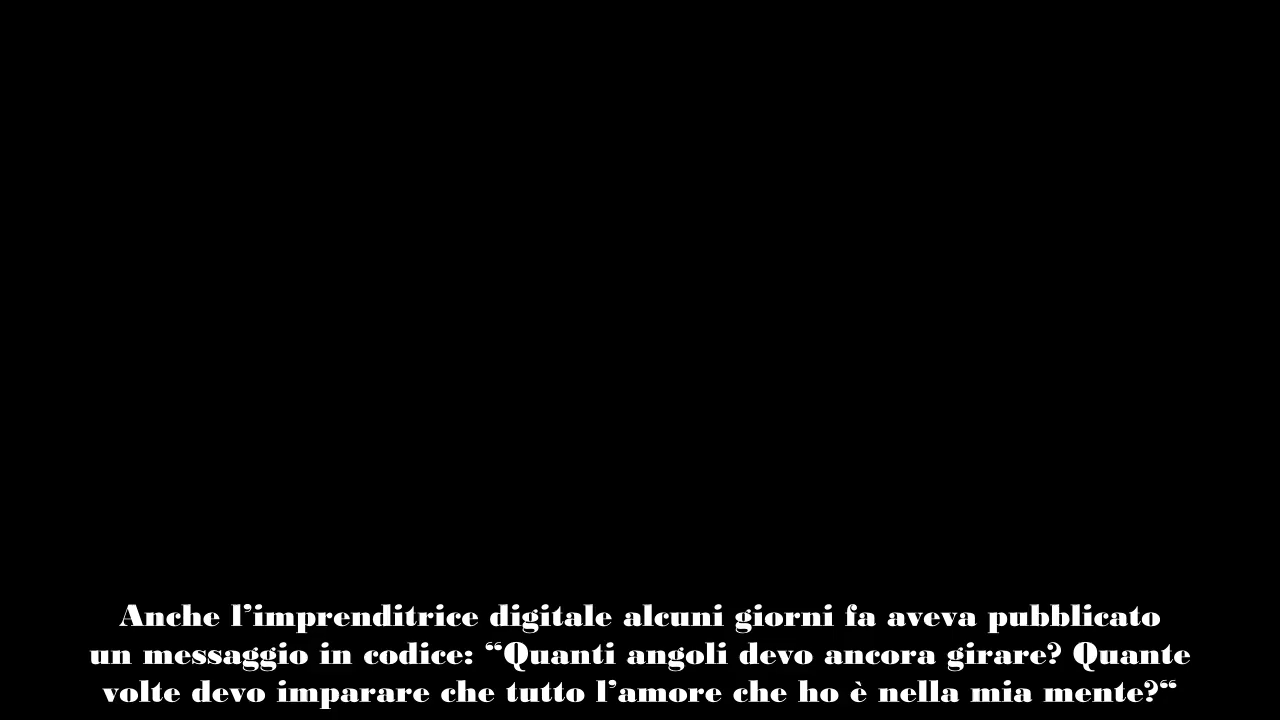 Anche l’imprenditrice digitale alcuni giorni fa aveva pubblicato
un messaggio in codice: “Quanti angoli devo ancora girare? Quante
volte devo imparare che tutto l’amore che ho è nella mia mente?“